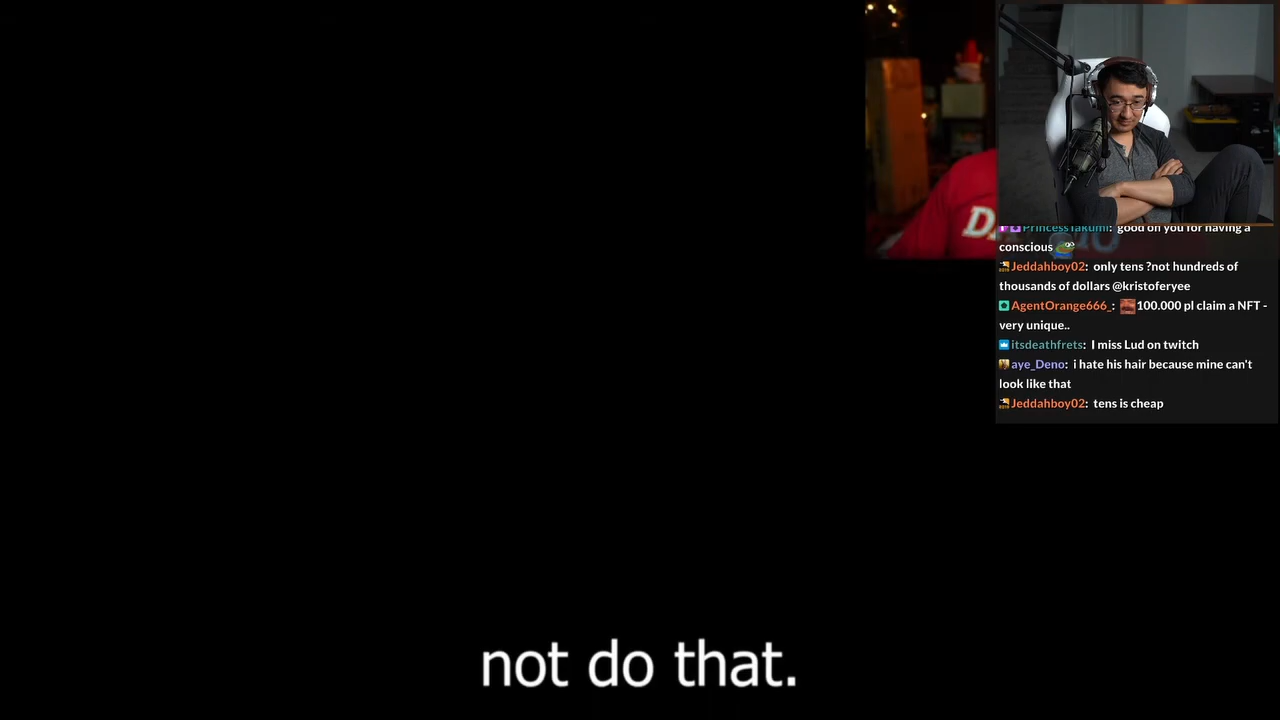 PrincessTakumi: good on you for having a
conscious
Jeddahboy02: only tens ?not hundreds of
thousands of dollars @kristoferyee
AgentOrange666_: 100.000 pl claim a NFT -
very unique..
itsdeathfrets: I miss Lud on twitch
aye_Deno: i hate his hair because mine can't
look like that
Jeddahboy02: tens is cheap
not do that.